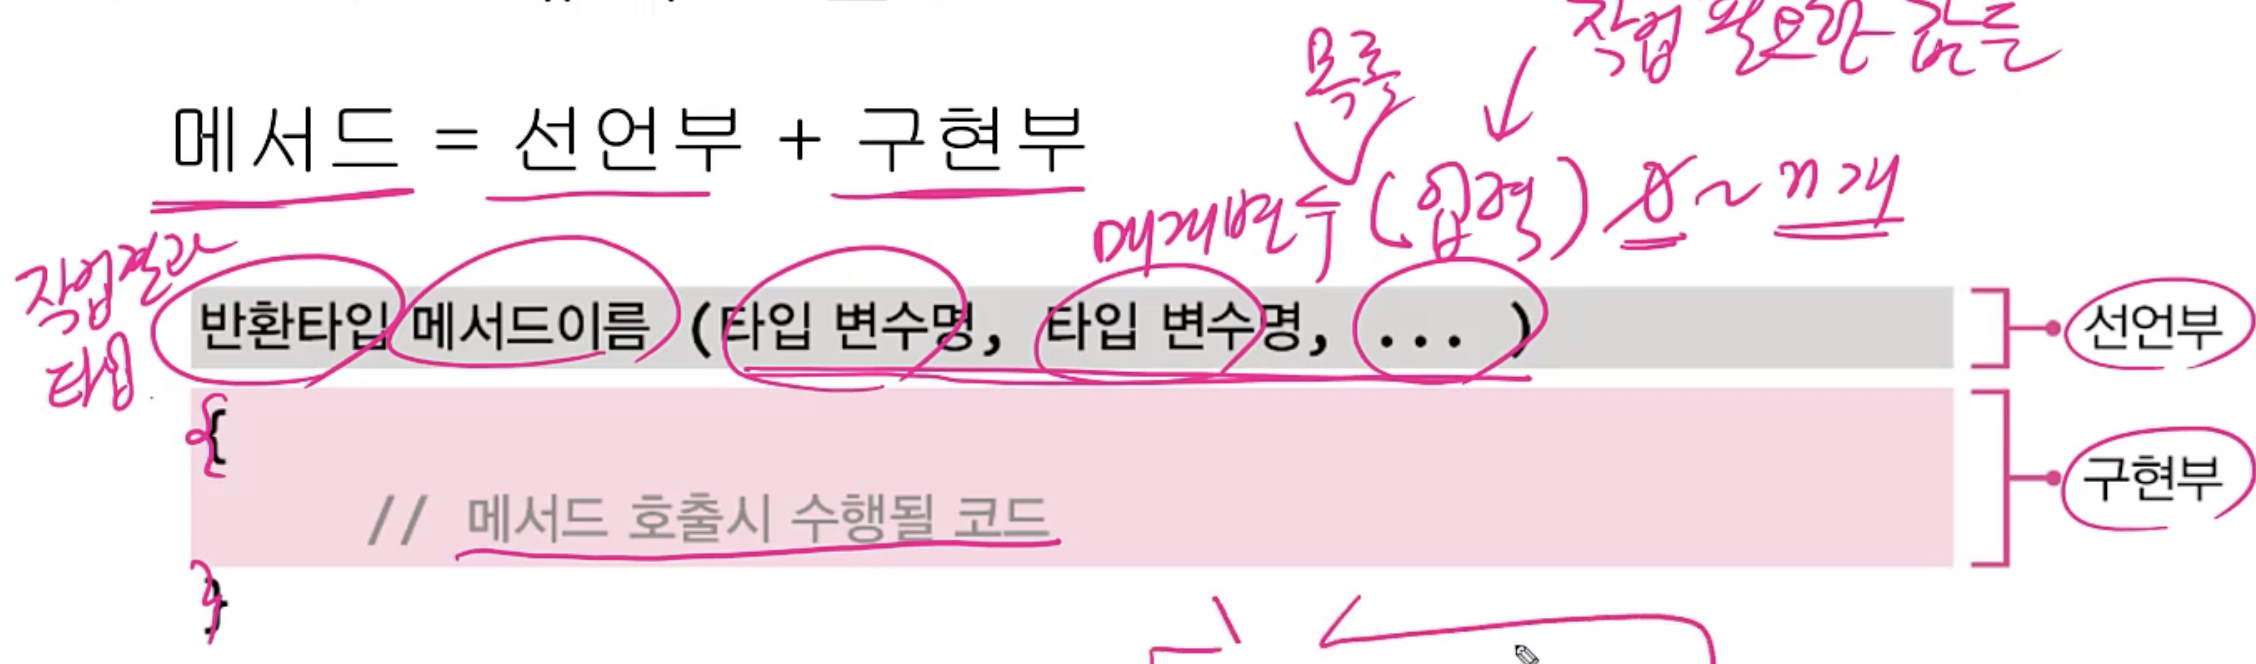 작업 필요한 값들
목록
메서드 = 선언부 + 구현부
매개변수 (입력) 0 ~ n개
작업결과
타입
반환타입 메서드이름 (타입 변수명, 타입 변수명, ... )
선언부
{
// 메서드 호출시 수행될 코드
구현부
}